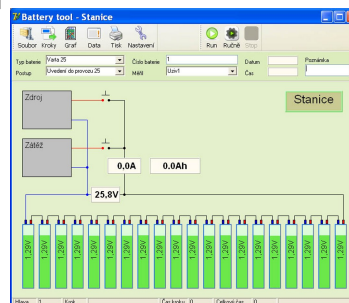 Battery tool - Stanice
Soubor Kroky Graf Data Tisk Nastavení Run Ručně Stop
Typ baterie Varta 25 Číslo baterie 1 Datum Poznámka
Postup Uvedení do provozu 25 Měřil Uziv1 Čas
Zdroj
Stanice
Zátěž
0,0A 0.0Ah
25,8V
1,29V 1,29V 1,29V 1,29V 1,29V 1,29V 1,29V 1,29V 1,29V 1,29V 1,29V 1,29V 1,29V 1,29V 1,29V 1,29V 1,29V 1,29V 1,29V 1,29V
Hlava 2 Krok Čas kroku 0 Celkový čas 0